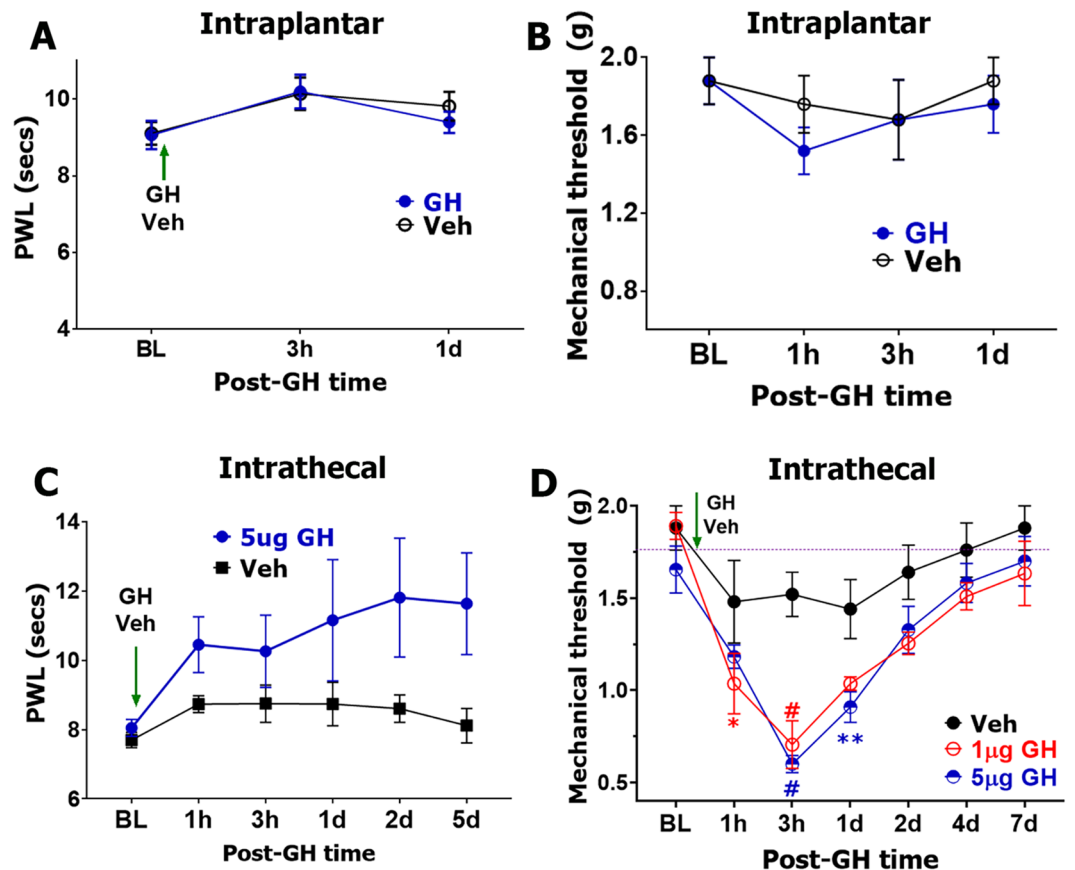 A
Intraplantar
PWL (secs)
10
8
6
4
GH
Veh
GH
Veh
BL
3h
1d
Post-GH time
B
Intraplantar
Mechanical threshold (g)
2.0
1.6
1.2
0.8
GH
Veh
BL
1h
3h
1d
Post-GH time
C
Intrathecal
PWL (secs)
14
12
10
8
6
5ug GH
Veh
GH
Veh
BL
1h
3h
1d
2d
5d
Post-GH time
D
Intrathecal
Mechanical threshold (g)
2.0
1.5
1.0
0.5
GH
Veh
*
#
#
**
Veh
1μg GH
5μg GH
BL
1h
3h
1d
2d
4d
7d
Post-GH time